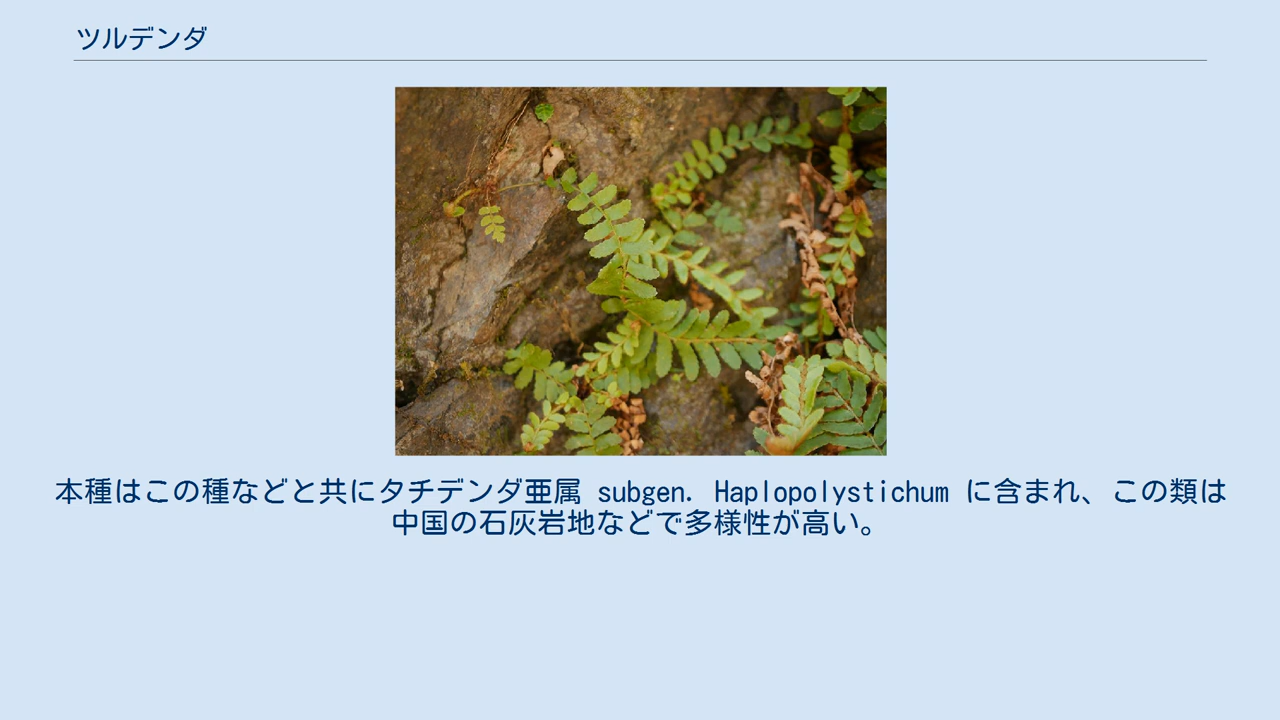 ツルデンダ
本種はこの種などと共にタチデンダ亜属 subgen. Haplopolystichum に含まれ、この類は
中国の石灰岩地などで多様性が高い。